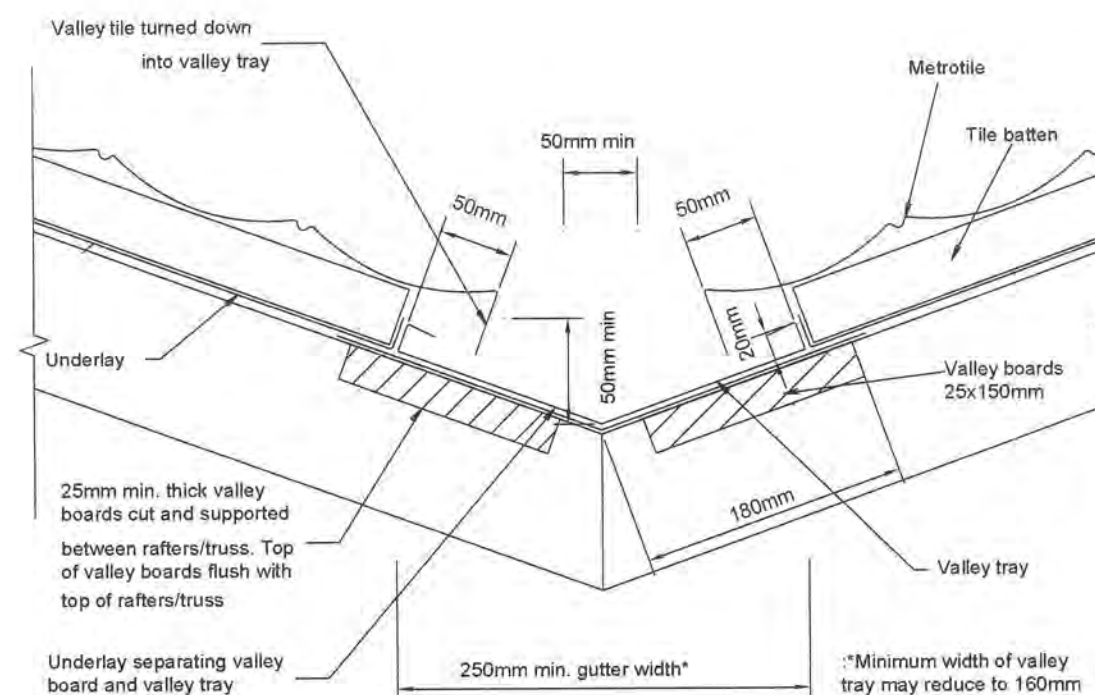 Valley tile turned down
into valley tray
Metrotile
Tile batten
50mm min
50mm
50mm
20mm
50mm min
Underlay
Valley boards
25x150mm
25mm min. thick valley
boards cut and supported
between rafters/truss. Top
of valley boards flush with
top of rafters/truss
180mm
Valley tray
Underlay separating valley
board and valley tray
250mm min. gutter width*
:*Minimum width of valley
tray may reduce to 160mm